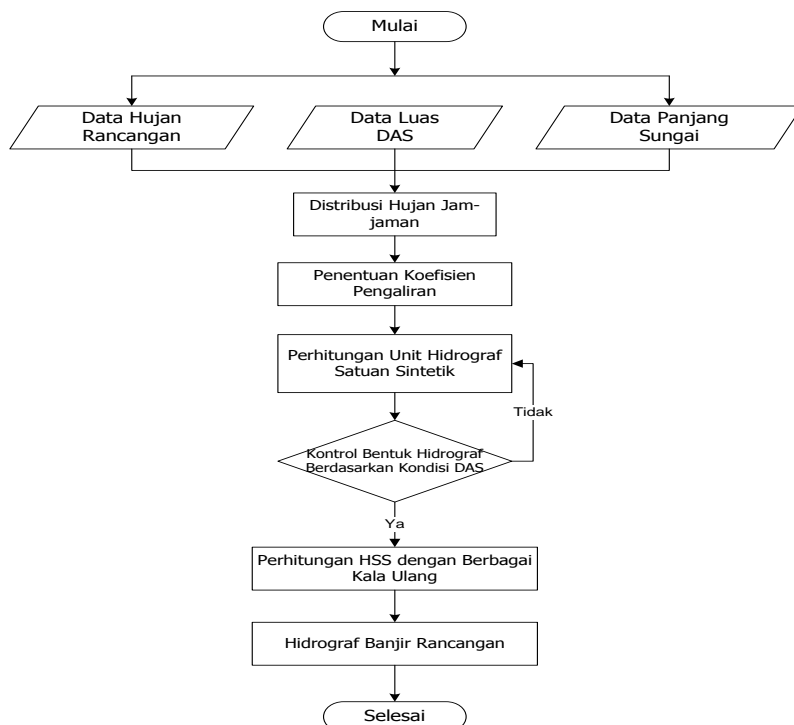 Mulai
Data Hujan
Rancangan
Data Luas
DAS
Data Panjang
Sungai
Distribusi Hujan Jam-
jaman
Penentuan Koefisien
Pengaliran
Perhitungan Unit Hidrograf
Satuan Sintetik
Tidak
Kontrol Bentuk Hidrograf
Berdasarkan Kondisi DAS
Ya
Perhitungan HSS dengan Berbagai
Kala Ulang
Hidrograf Banjir Rancangan
Selesai